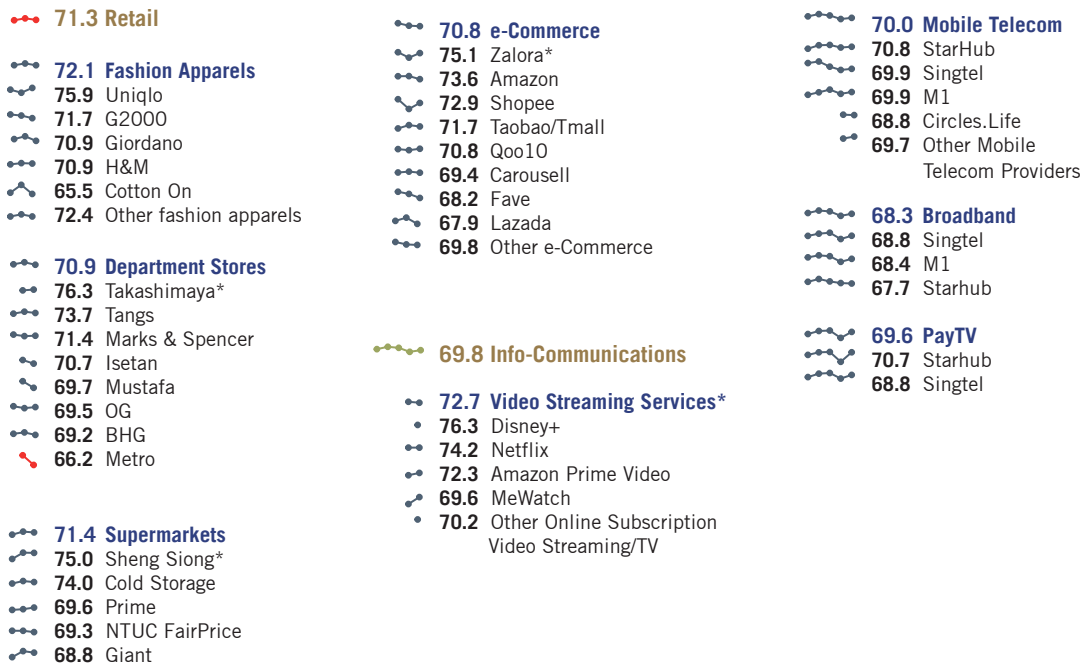 71.3 Retail
72.1 Fashion Apparels
75.9 Uniqlo
71.7 G2000
70.9 Giordano
70.9 H&M
65.5 Cotton On
72.4 Other fashion apparels
70.9 Department Stores
76.3 Takashimaya*
73.7 Tangs
71.4 Marks & Spencer
70.7 Isetan
69.7 Mustafa
69.5 OG
69.2 BHG
66.2 Metro
71.4 Supermarkets
75.0 Sheng Siong*
74.0 Cold Storage
69.6 Prime
69.3 NTUC FairPrice
68.8 Giant
70.8 e-Commerce
75.1 Zalora*
73.6 Amazon
72.9 Shopee
71.7 Taobao/Tmall
70.8 Qoo10
69.4 Carousell
68.2 Fave
67.9 Lazada
69.8 Other e-Commerce
69.8 Info-Communications
72.7 Video Streaming Services*
76.3 Disney+
74.2 Netflix
72.3 Amazon Prime Video
69.6 MeWatch
70.2 Other Online Subscription
Video Streaming/TV
70.0 Mobile Telecom
70.8 StarHub
69.9 Singtel
69.9 M1
68.8 Circles.Life
69.7 Other Mobile
Telecom Providers
68.3 Broadband
68.8 Singtel
68.4 M1
67.7 Starhub
69.6 PayTV
70.7 Starhub
68.8 Singtel